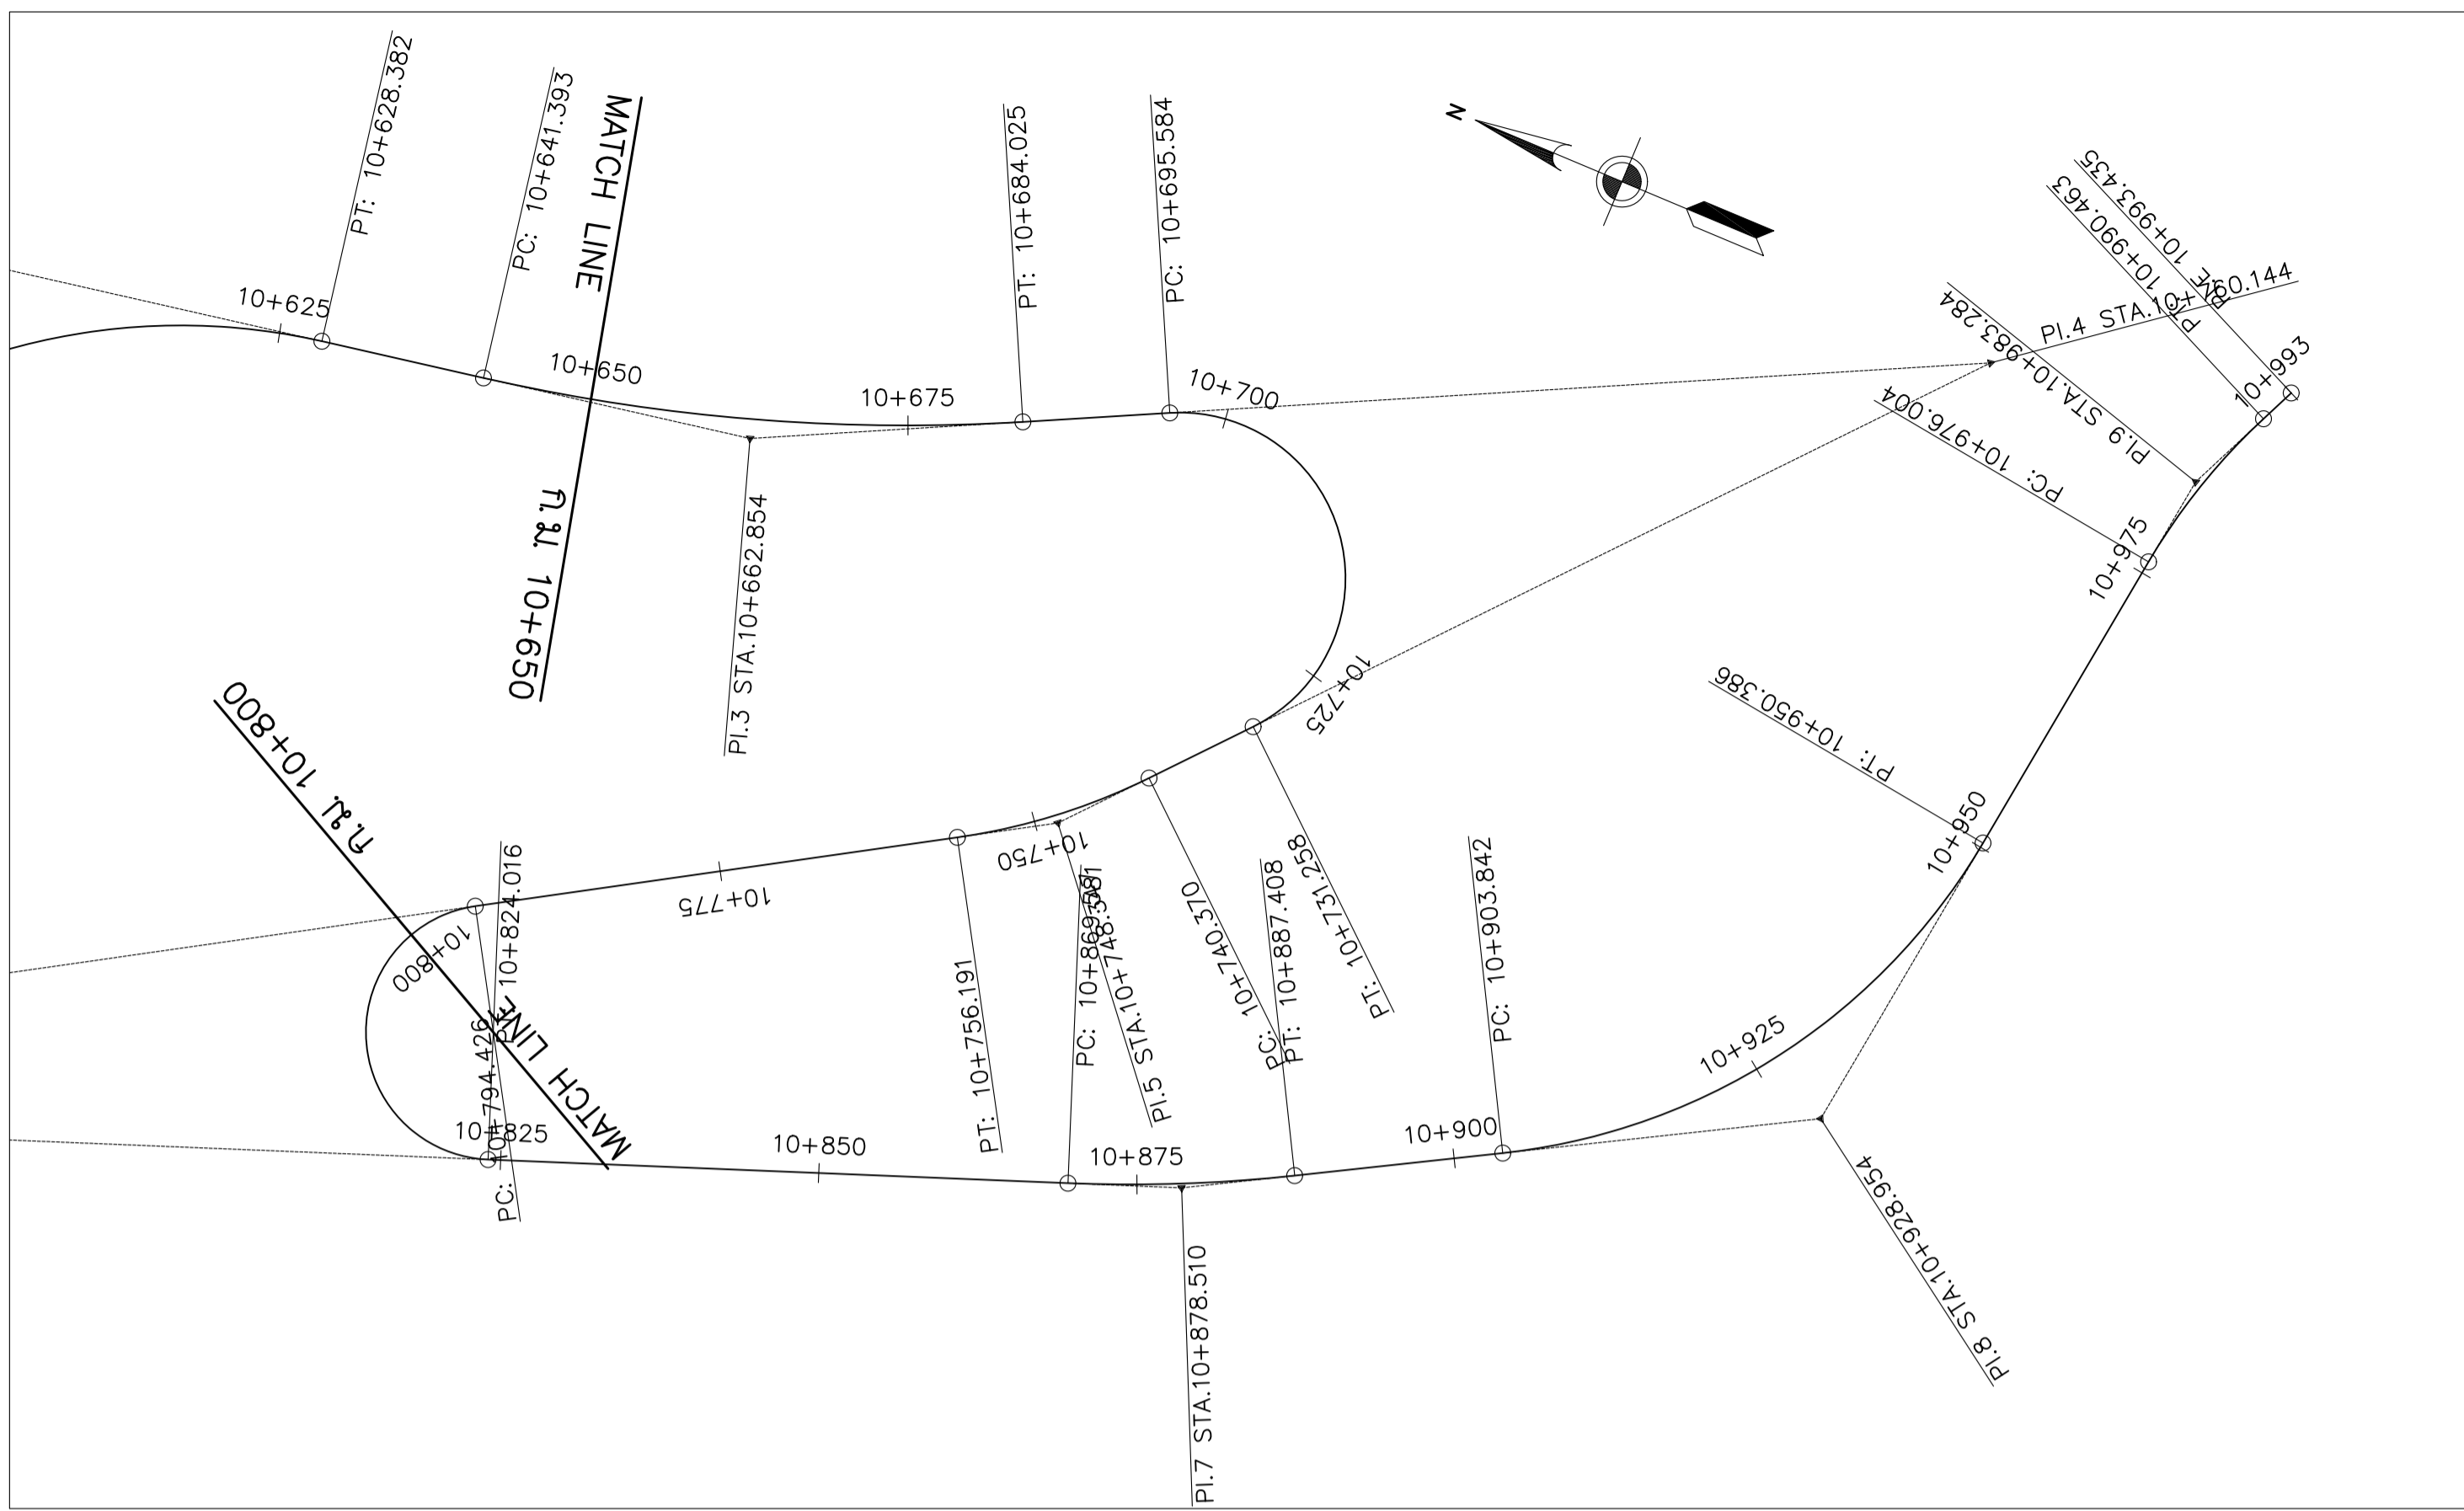 PT: 10+628.382
PC: 10+641.393
MATCH LINE
ก.ม. 10+650
PT: 10+684.025
PC: 10+695.584
N
P.E. 10+993.435
PT: 10+990.463
PI.4 STA.10+760.144
PI.9 STA.10+983.284
PC: 10+976.004
10+993
10+625
10+650
10+675
10+700
PI.3 STA.10+662.854
10+975
10+725
PT: 10+950.386
10+950
ก.ม. 10+800
MATCH LINE
PT: 10+824.016
10+750
10+775
10+800
PC: 10+794.426
PT: 10+756.191
PI.5 STA.10+748.381
PC: 10+740.370
PT: 10+887.408
PT: 10+731.258
PC: 10+903.842
10+925
10+825
10+850
10+875
10+900
PI.7 STA.10+878.510
PI.8 STA.10+928.954